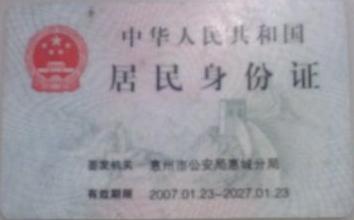 中华人民共和国
居民身份证
签发机关 惠州市公安局惠城分局
有效期限 2007.01.23-2027.01.23